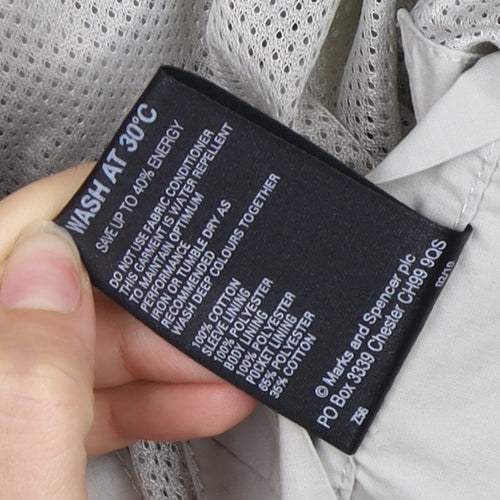 WASH AT 30°C
SAVE UP TO 40% ENERGY
DO NOT USE FABRIC CONDITIONER
THIS GARMENT IS WATER REPELLENT
TO MAINTAIN OPTIMUM
PERFORMANCE
IRON OR TUMBLE DRY AS
RECOMMENDED
WASH DEEP COLOURS TOGETHER
100% COTTON
SLEEVE LINING
100% POLYESTER
BODY LINING
100% POLYESTER
POCKET LINING
65% POLYESTER
35% COTTON
© Marks and Spencer plc
PO Box 3339 Chester CH99 9QS
Z56